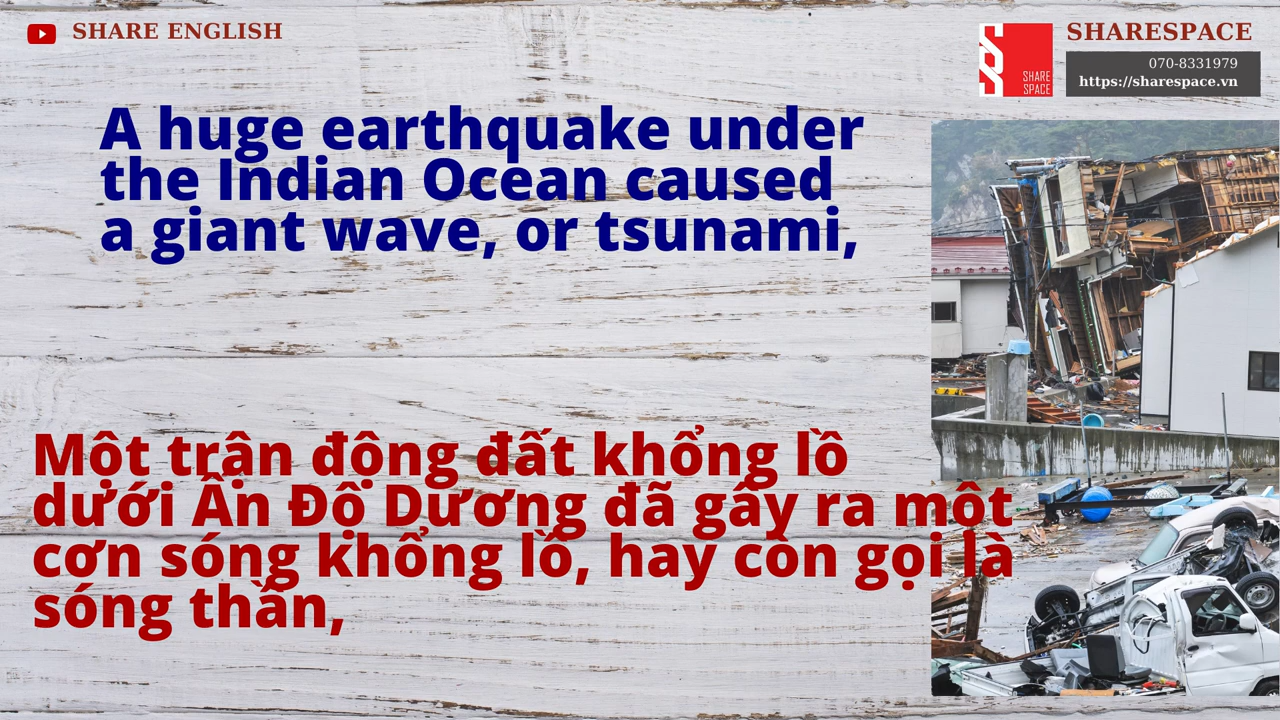 SHARE ENGLISH
SHARESPACE
070-8331979
https://sharespace.vn
SHARE
SPACE
A huge earthquake under
the Indian Ocean caused
a giant wave, or tsunami,
Một trận động đất khổng lồ
dưới Ấn Độ Dương đã gây ra một
cơn sóng khổng lồ, hay còn gọi là
sóng thần,